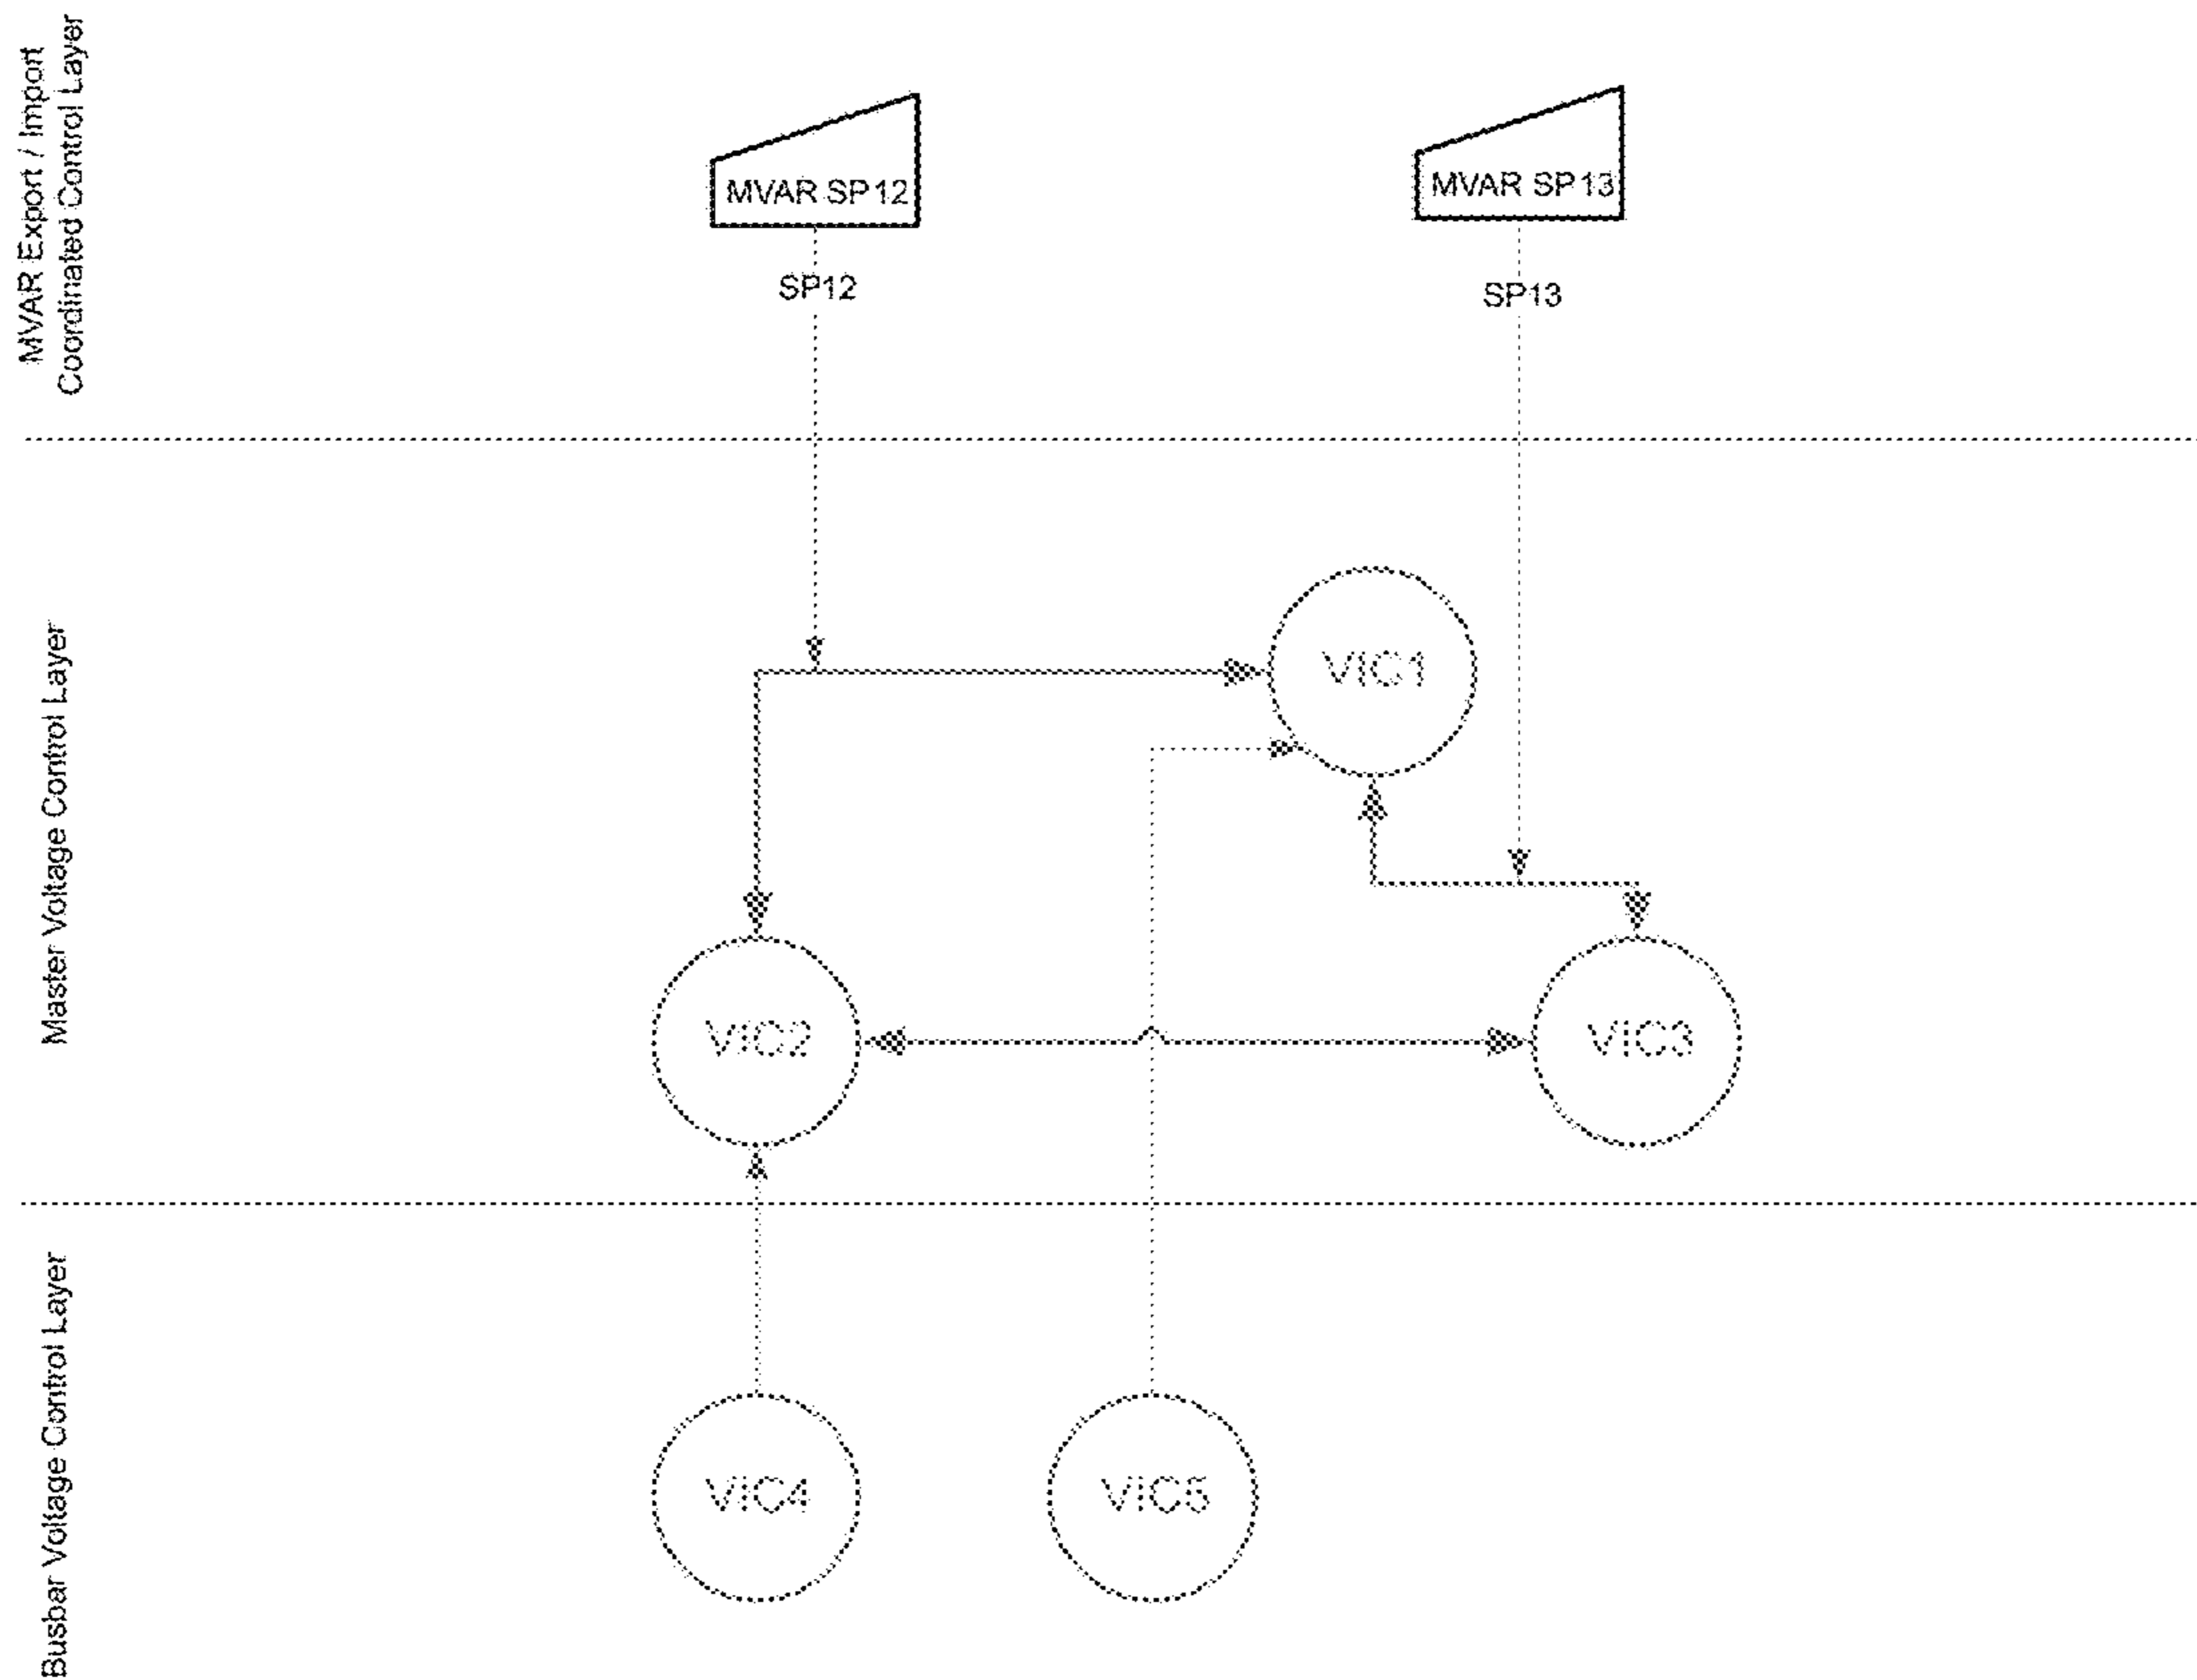 MVAR Export / Import
Coordinated Control Layer
MVAR SP12
MVAR SP13
SP12
SP13
Master Voltage Control Layer
VIC1
VIC2
VIC3
Busbar Voltage Control Layer
VIC4
VIC5